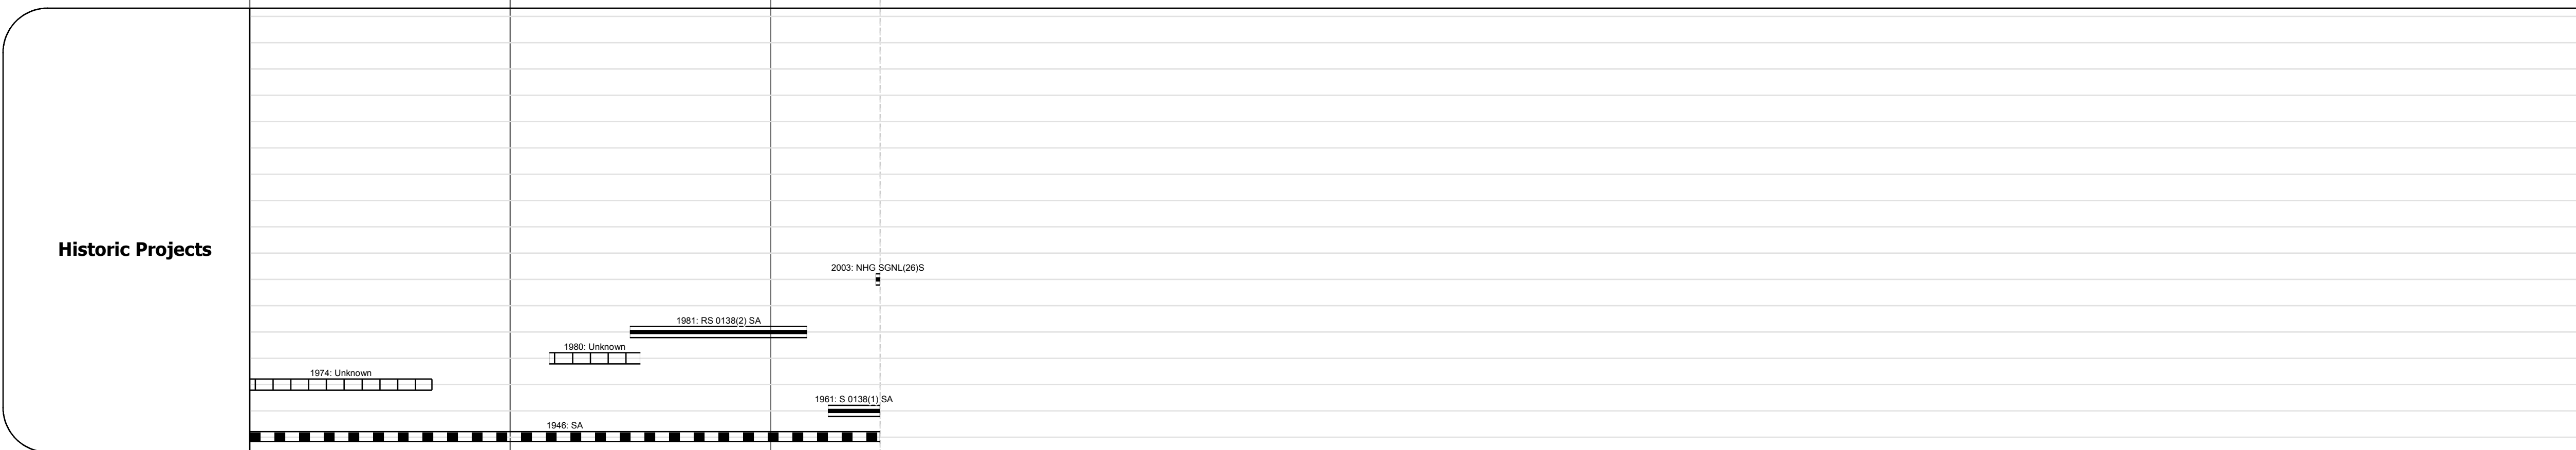 Historic Projects
2003: NHG SGNL(26)S
1981: RS 0138(2) SA
1980: Unknown
1974: Unknown
1961: S 0138(1) SA
1946: SA